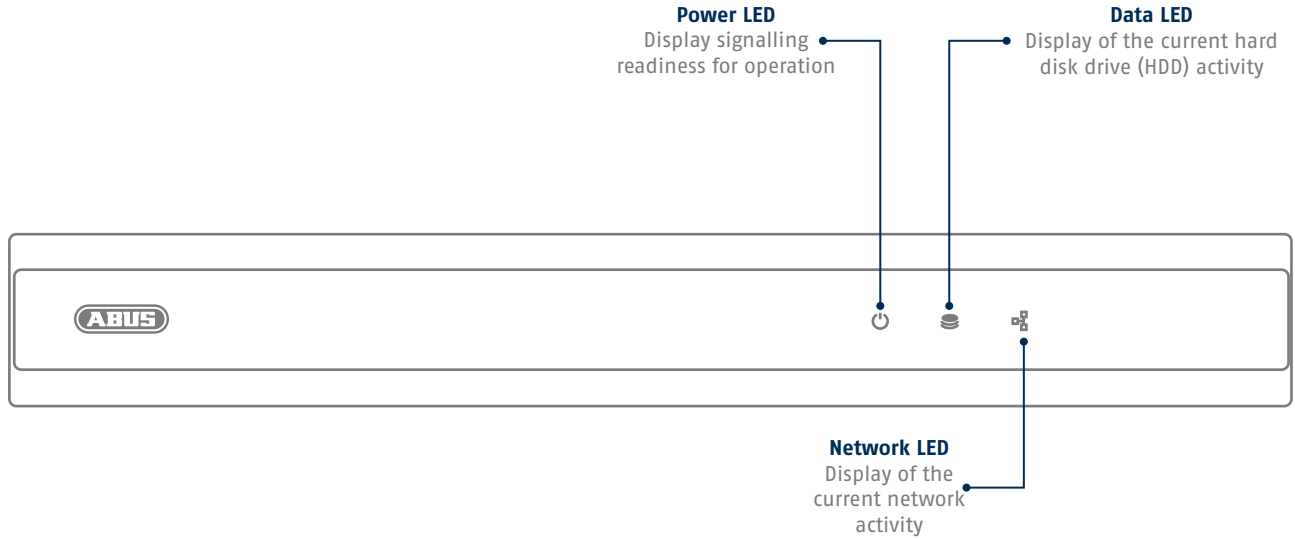 Power LED
Display signalling
readiness for operation
Data LED
Display of the current hard
disk drive (HDD) activity
ABUS
Network LED
Display of the
current network
activity